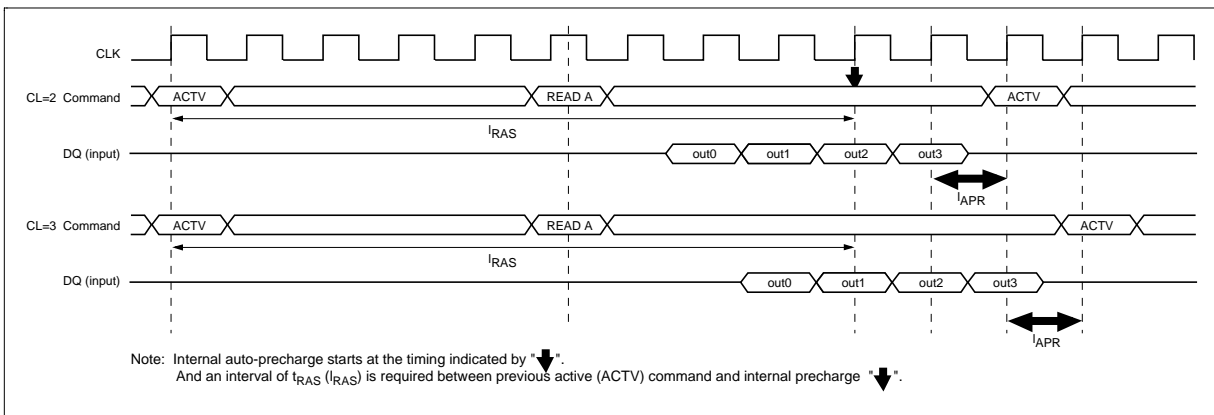 CLK
CL=2 Command
ACTV
READ A
ACTV
lRAS
DQ (input)
out0
out1
out2
out3
lAPR
CL=3 Command
ACTV
READ A
ACTV
lRAS
DQ (input)
out0
out1
out2
out3
lAPR
Note: Internal auto-precharge starts at the timing indicated by " ".
And an interval of tRAS (lRAS) is required between previous active (ACTV) command and internal precharge " ".